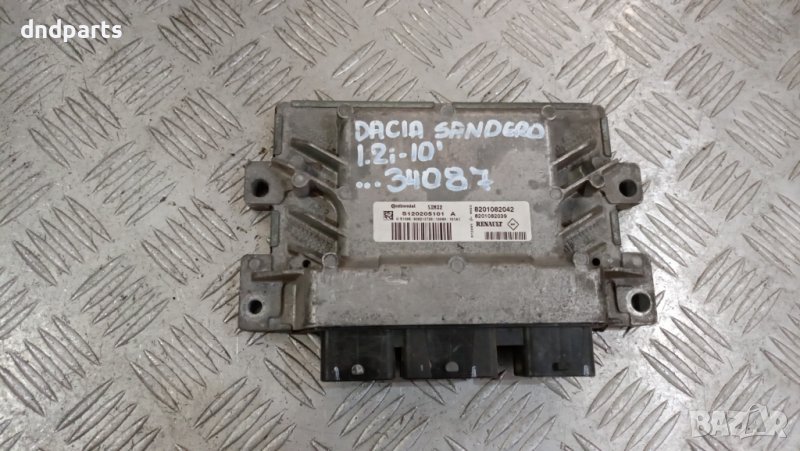 dndparts
DACIA SANDERO
1.2i-10'
...34087
Continental
S120205101 A
8201082042
8201082039
RENAULT
BAZAR